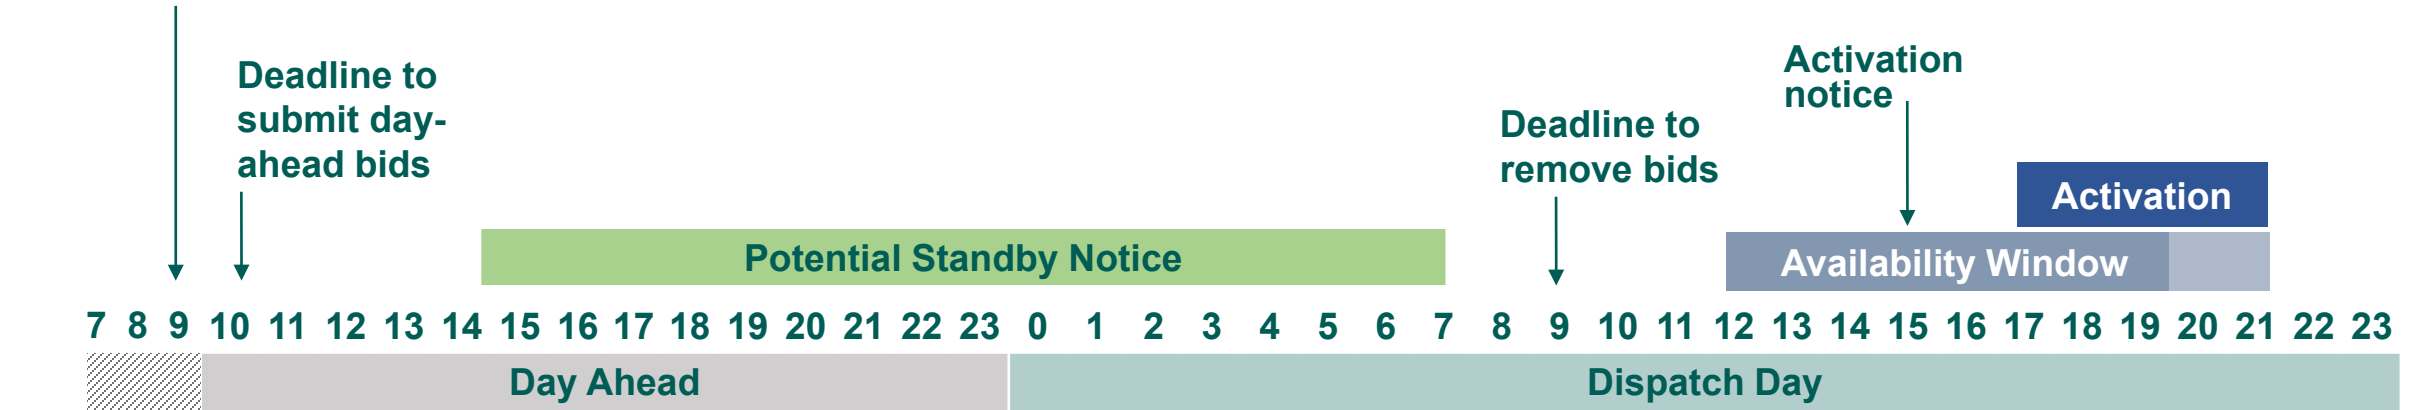 Deadline to
submit day-
ahead bids
Activation
notice
Deadline to
remove bids
Activation
Potential Standby Notice
Availability Window
7 8 9 10 11 12 13 14 15 16 17 18 19 20 21 22 23 0 1 2 3 4 5 6 7 8 9 10 11 12 13 14 15 16 17 18 19 20 21 22 23
Day Ahead
Dispatch Day